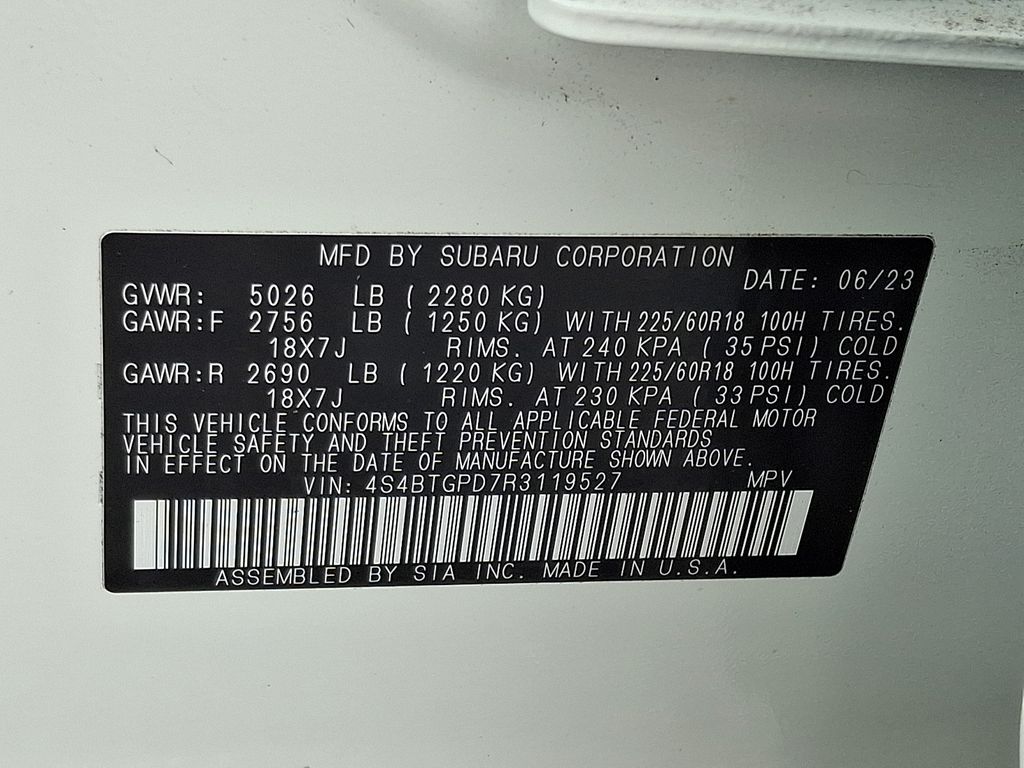 MFD BY SUBARU CORPORATION
DATE: 06/23
GVWR: 5026 LB ( 2280 KG)
GAWR:F 2756 LB ( 1250 KG) WITH 225/60R18 100H TIRES.
18X7J RIMS. AT 240 KPA ( 35 PSI) COLD
GAWR:R 2690 LB ( 1220 KG) WITH 225/60R18 100H TIRES.
18X7J RIMS. AT 230 KPA ( 33 PSI) COLD
THIS VEHICLE CONFORMS TO ALL APPLICABLE FEDERAL MOTOR
VEHICLE SAFETY AND THEFT PREVENTION STANDARDS
IN EFFECT ON THE DATE OF MANUFACTURE SHOWN ABOVE.
VIN: 4S4BTGPD7R3119527 MPV
ASSEMBLED BY SIA INC. MADE IN U.S.A.